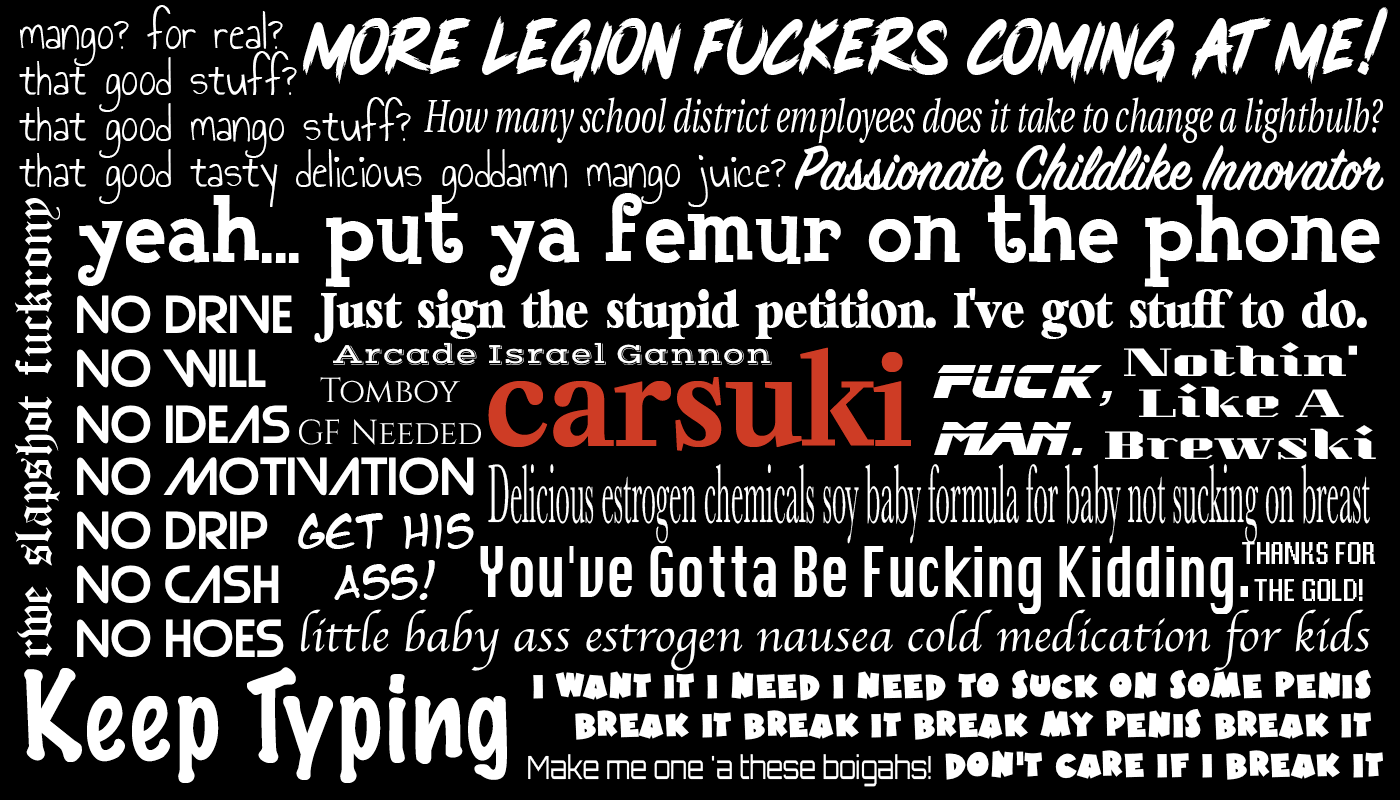 mango? for real?
that good stuff?
that good mango stuff?
that good tasty delicious goddamn mango juice?
MORE LEGION FUCKERS COMING AT ME!
How many school district employees does it take to change a lightbulb?
Passionate Childlike Innovator
yeah... put ya femur on the phone
vwe slapshot fuckrony
NO DRIVE
NO WILL
NO IDEAS
NO MOTIVATION
NO DRIP
NO CASH
NO HOES
Just sign the stupid petition. I've got stuff to do.
Arcade Israel Gannon
Tomboy
GF Needed
carsuki
FUCK,
MAN.
Nothin'
Like A
Brewski
Delicious estrogen chemicals soy baby formula for baby not sucking on breast
GET HIS
ASS!
You've Gotta Be Fucking Kidding.
THANKS FOR
THE GOLD!
little baby ass estrogen nausea cold medication for kids
Keep Typing
I WANT IT I NEED I NEED TO SUCK ON SOME PENIS
BREAK IT BREAK IT BREAK MY PENIS BREAK IT
DON'T CARE IF I BREAK IT
Make me one 'a these boigahs!